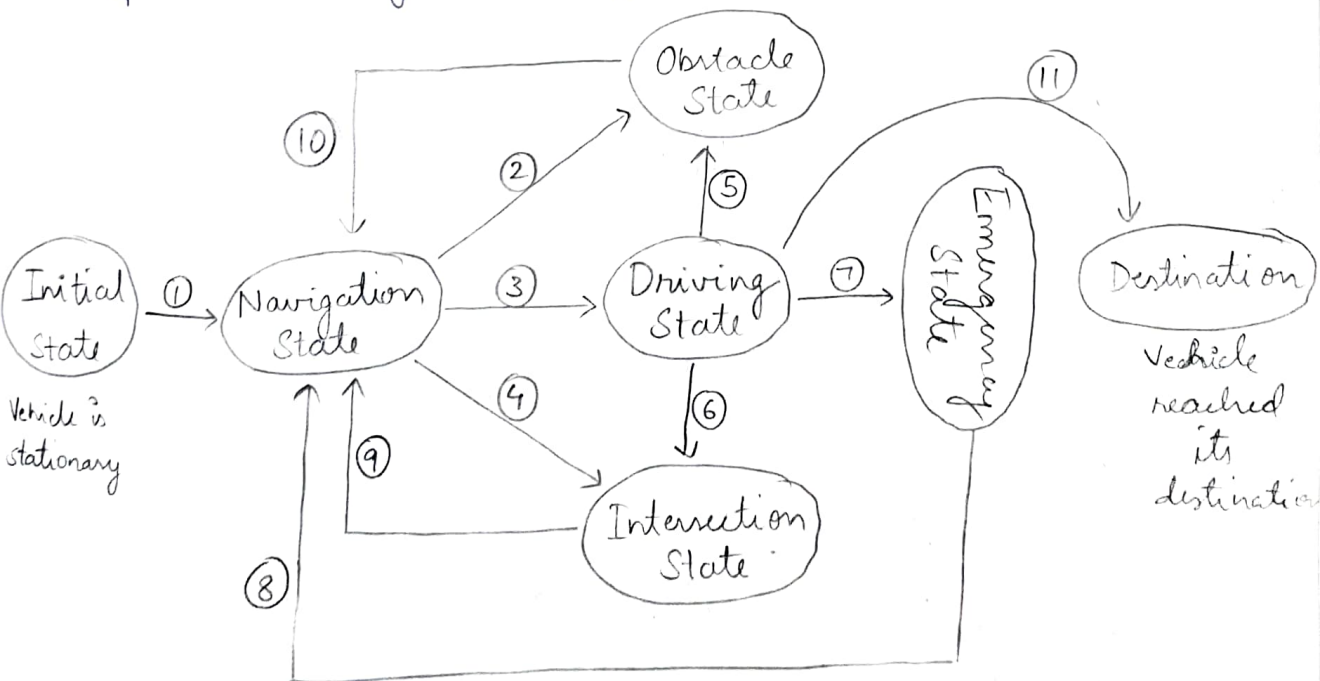 Obstacle
State
11
10
2
5
Emergency
State
Initial
State
1
Navigation
State
3
Driving
State
7
Destination
Vehicle is
stationary
4
6
Vechicle
reached
its
destination
9
Intersection
State
8